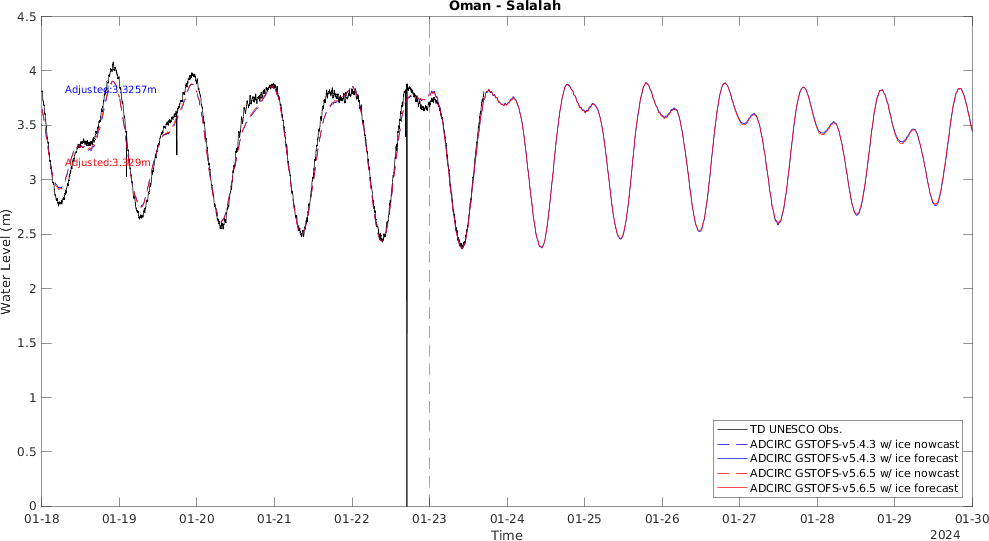 Oman - Salalah
4.5
4
3.5
3
2.5
2
1.5
1
0.5
0
Water Level (m)
Adjusted:3.3257m
Adjusted:3.329m
TD UNESCO Obs.
ADCIRC GSTOFS-v5.4.3 w/ ice nowcast
ADCIRC GSTOFS-v5.4.3 w/ ice forecast
ADCIRC GSTOFS-v5.6.5 w/ ice nowcast
ADCIRC GSTOFS-v5.6.5 w/ ice forecast
01-18 01-19 01-20 01-21 01-22 01-23 01-24 01-25 01-26 01-27 01-28 01-29 01-30
Time
2024